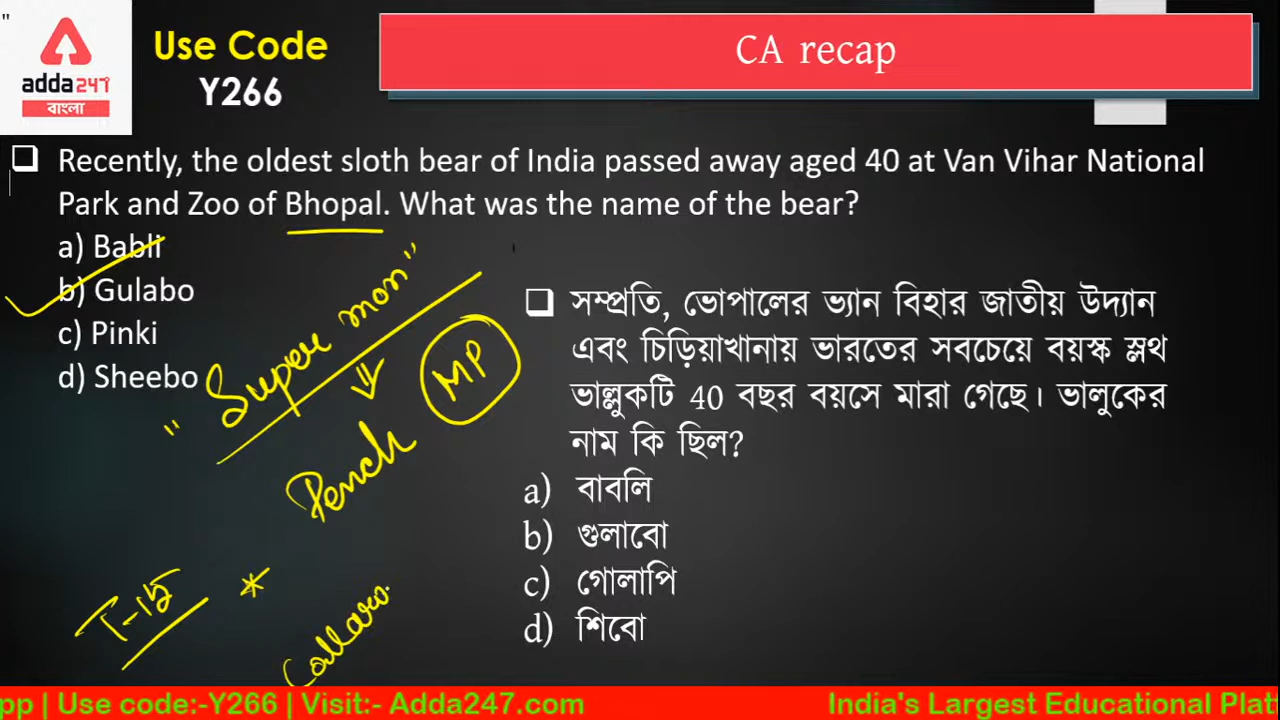 "
adda247
বাংলা
Use Code
Y266
CA recap
Recently, the oldest sloth bear of India passed away aged 40 at Van Vihar National
Park and Zoo of Bhopal. What was the name of the bear?
a) Babli
b) Gulabo
c) Pinki
d) Sheebo
"Super mon"
MP
Pench
T-15
Collarwo
সম্প্রতি, ভোপালের ভ্যান বিহার জাতীয় উদ্যান
এবং চিড়িয়াখানায় ভারতের সবচেয়ে বয়স্ক স্লথ
ভাল্লুকটি 40 বছর বয়সে মারা গেছে। ভালুকের
নাম কি ছিল?
a) বাবলি
b) গুলাবো
c) গোলাপি
d) শিবো
pp | Use code:-Y266 | Visit:- Adda247.com
India's Largest Educational Plat